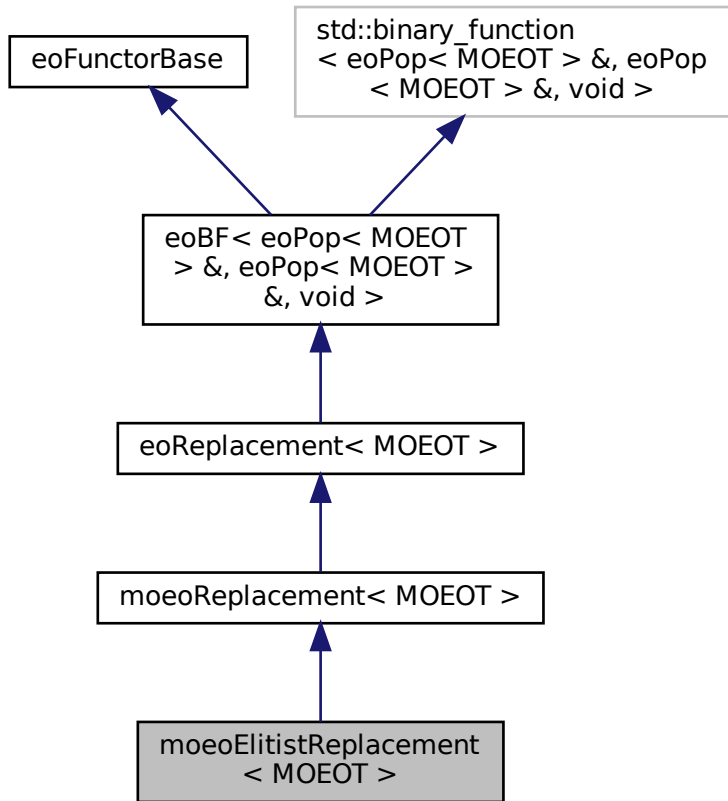 eoFunctorBase
std::binary_function
< eoPop< MOEOT > &, eoPop
< MOEOT > &, void >
eoBF< eoPop< MOEOT
> &, eoPop< MOEOT >
&, void >
eoReplacement< MOEOT >
moeoReplacement< MOEOT >
moeoElitistReplacement
< MOEOT >